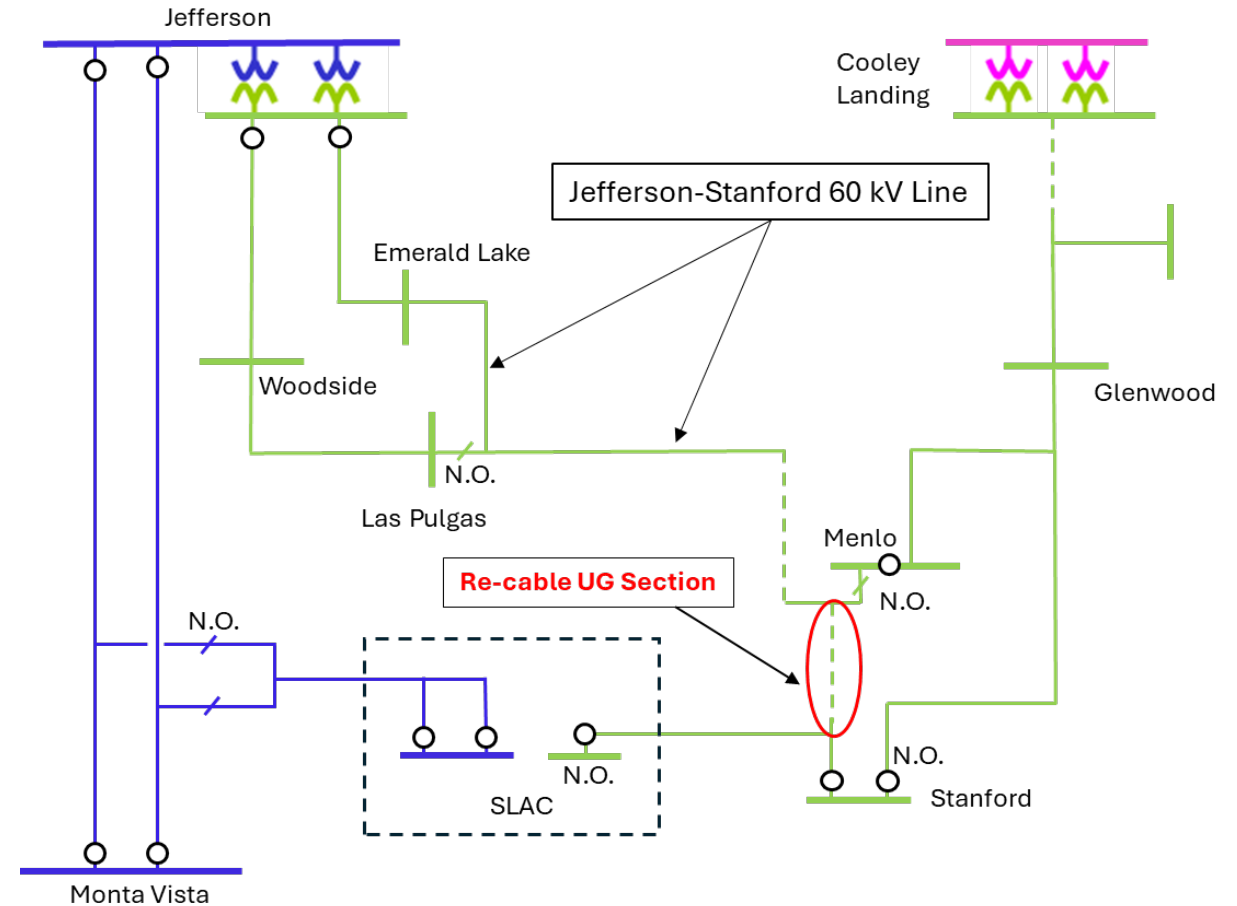 Jefferson
Cooley
Landing
Jefferson-Stanford 60 kV Line
Emerald Lake
Woodside
Glenwood
N.O.
Las Pulgas
Menlo
Re-cable UG Section
N.O.
N.O.
N.O.
N.O.
SLAC
Stanford
Monta Vista